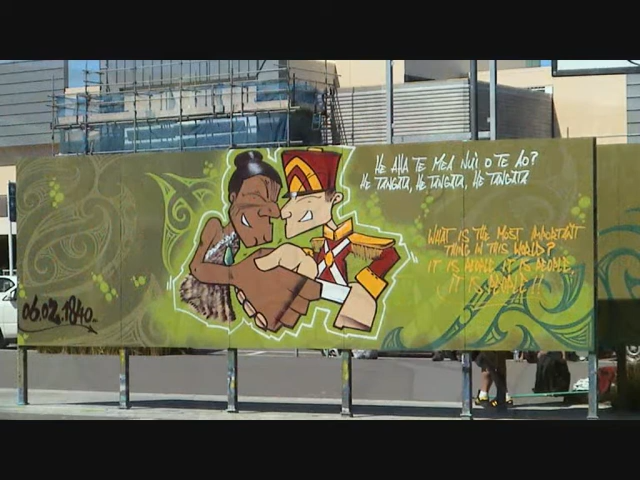 HE AHA TE MEA NUI O TE AO?
HE TANGATA, HE TANGATA, HE TANGATA
WHAT IS THE MOST IMPORTANT
THING IN THIS WORLD?
IT IS PEOPLE IT IS PEOPLE
IT IS PEOPLE!!
06.02.1840..